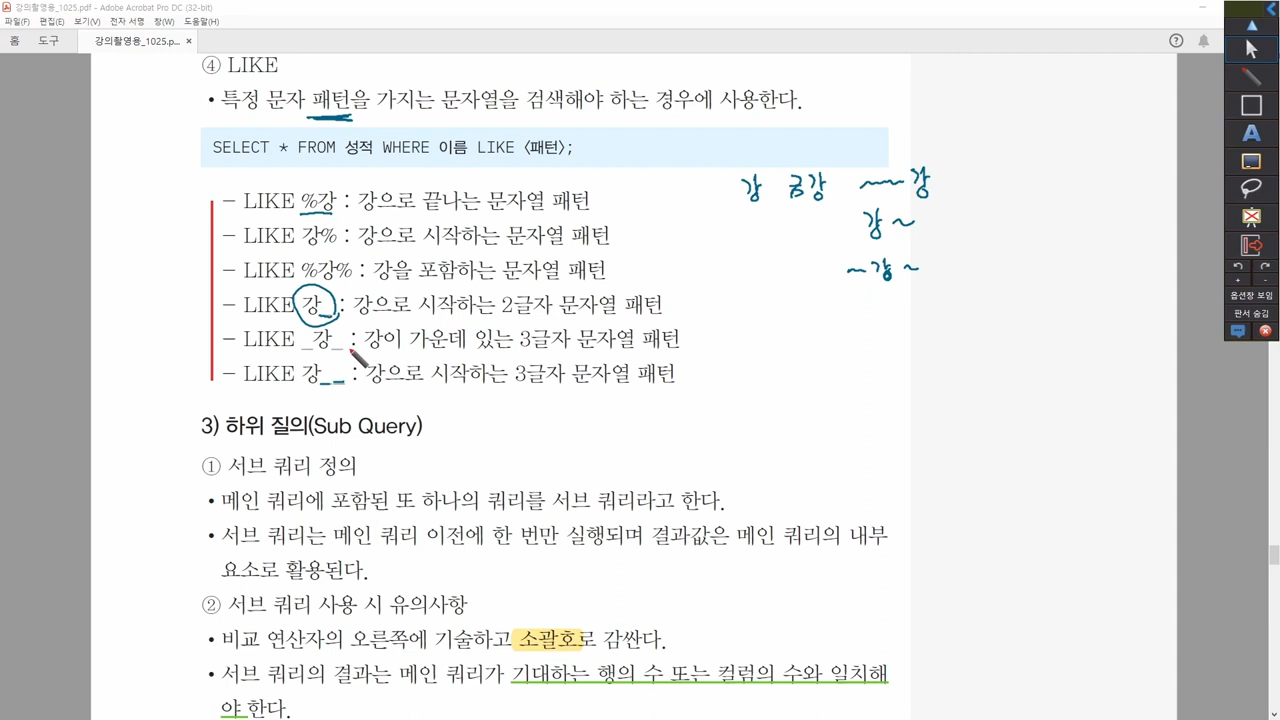 강의촬영용_1025.pdf - Adobe Acrobat Pro DC (32-bit)
파일(F) 편집(E) 보기(V) 전자 서명 창(W) 도움말(H)
홈 도구 강의촬영용_1025.p... ×
④ LIKE
• 특정 문자 패턴을 가지는 문자열을 검색해야 하는 경우에 사용한다.
SELECT * FROM 성적 WHERE 이름 LIKE 〈패턴〉;
강 금강 ~~강
– LIKE %강 : 강으로 끝나는 문자열 패턴
강~
– LIKE 강% : 강으로 시작하는 문자열 패턴
– LIKE %강% : 강을 포함하는 문자열 패턴
~강~
– LIKE 강_ : 강으로 시작하는 2글자 문자열 패턴
– LIKE _강_ : 강이 가운데 있는 3글자 문자열 패턴
– LIKE 강_ _ : 강으로 시작하는 3글자 문자열 패턴
3) 하위 질의(Sub Query)
① 서브 쿼리 정의
• 메인 쿼리에 포함된 또 하나의 쿼리를 서브 쿼리라고 한다.
• 서브 쿼리는 메인 쿼리 이전에 한 번만 실행되며 결과값은 메인 쿼리의 내부
요소로 활용된다.
② 서브 쿼리 사용 시 유의사항
• 비교 연산자의 오른쪽에 기술하고 소괄호로 감싼다.
• 서브 쿼리의 결과는 메인 쿼리가 기대하는 행의 수 또는 컬럼의 수와 일치해
야 한다.
옵션장 보임
판서 숨김